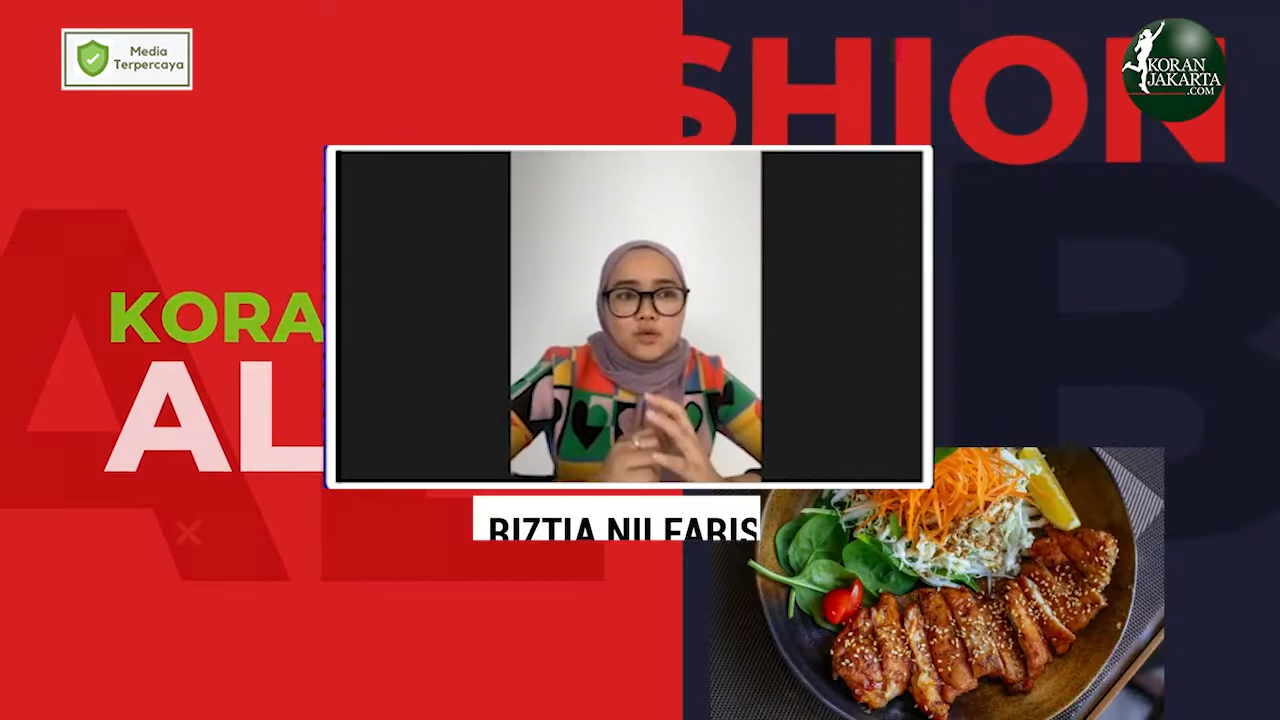 Media
Terpercaya
SHION
KORAN
JAKARTA
.COM
KORA
AL
RIZTIA NILFARIS